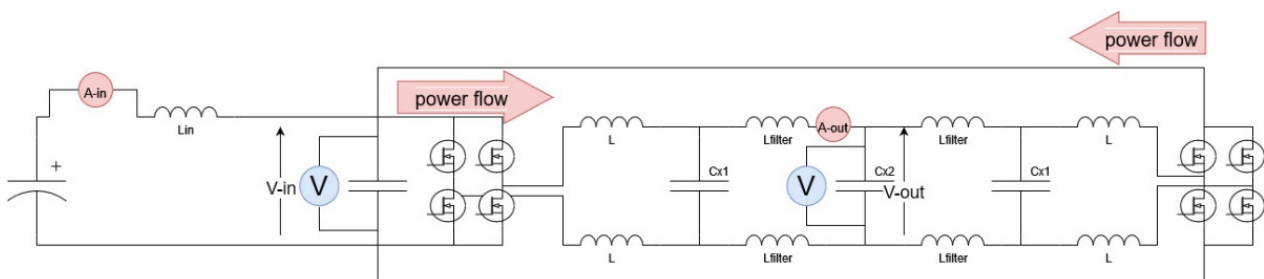 power flow
A-in
power flow
Lin
+
V-in
V
L
Cx1
Lfilter
A-out
V
Cx2
V-out
Lfilter
Cx1
L
L
Lfilter
Lfilter
L